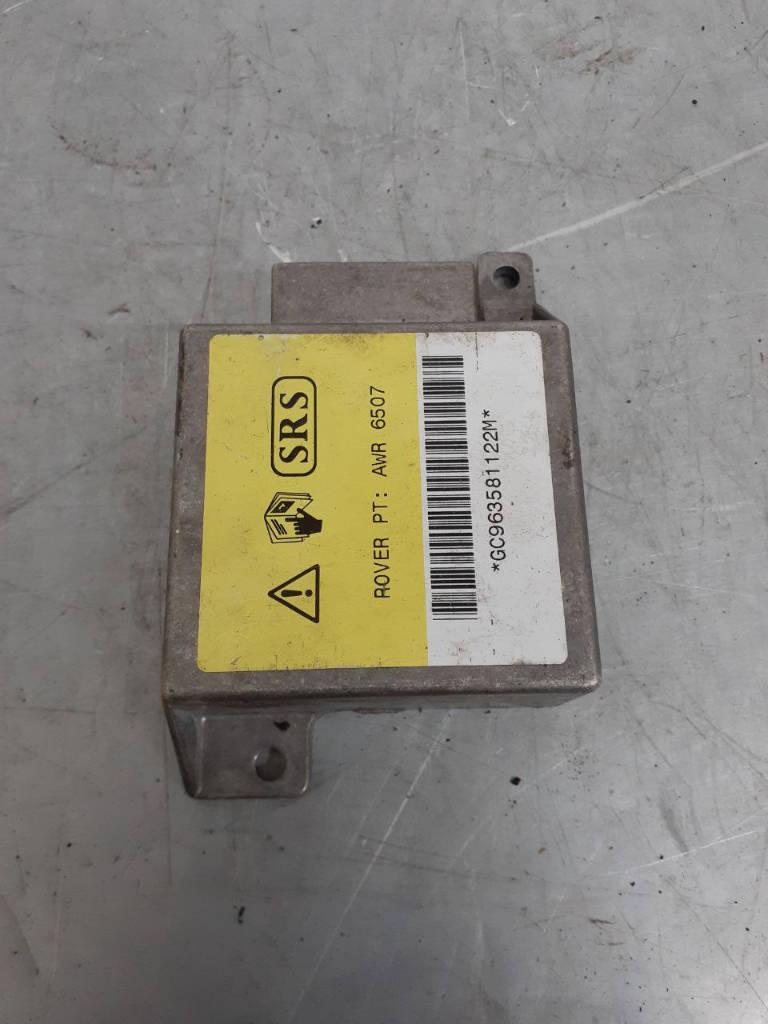 SRS
ROVER PT: AWR 6507
*GC963581122M*